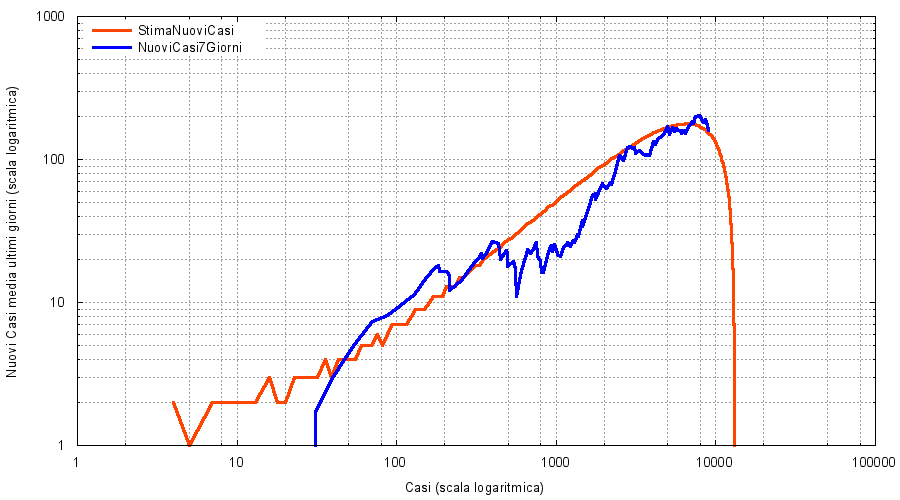 1000
StimaNuoviCasi
NuoviCasi7Giorni
100
10
1
Nuovi Casi media ultimi giorni (scala logaritmica)
1 10 100 1000 10000 100000
Casi (scala logaritmica)